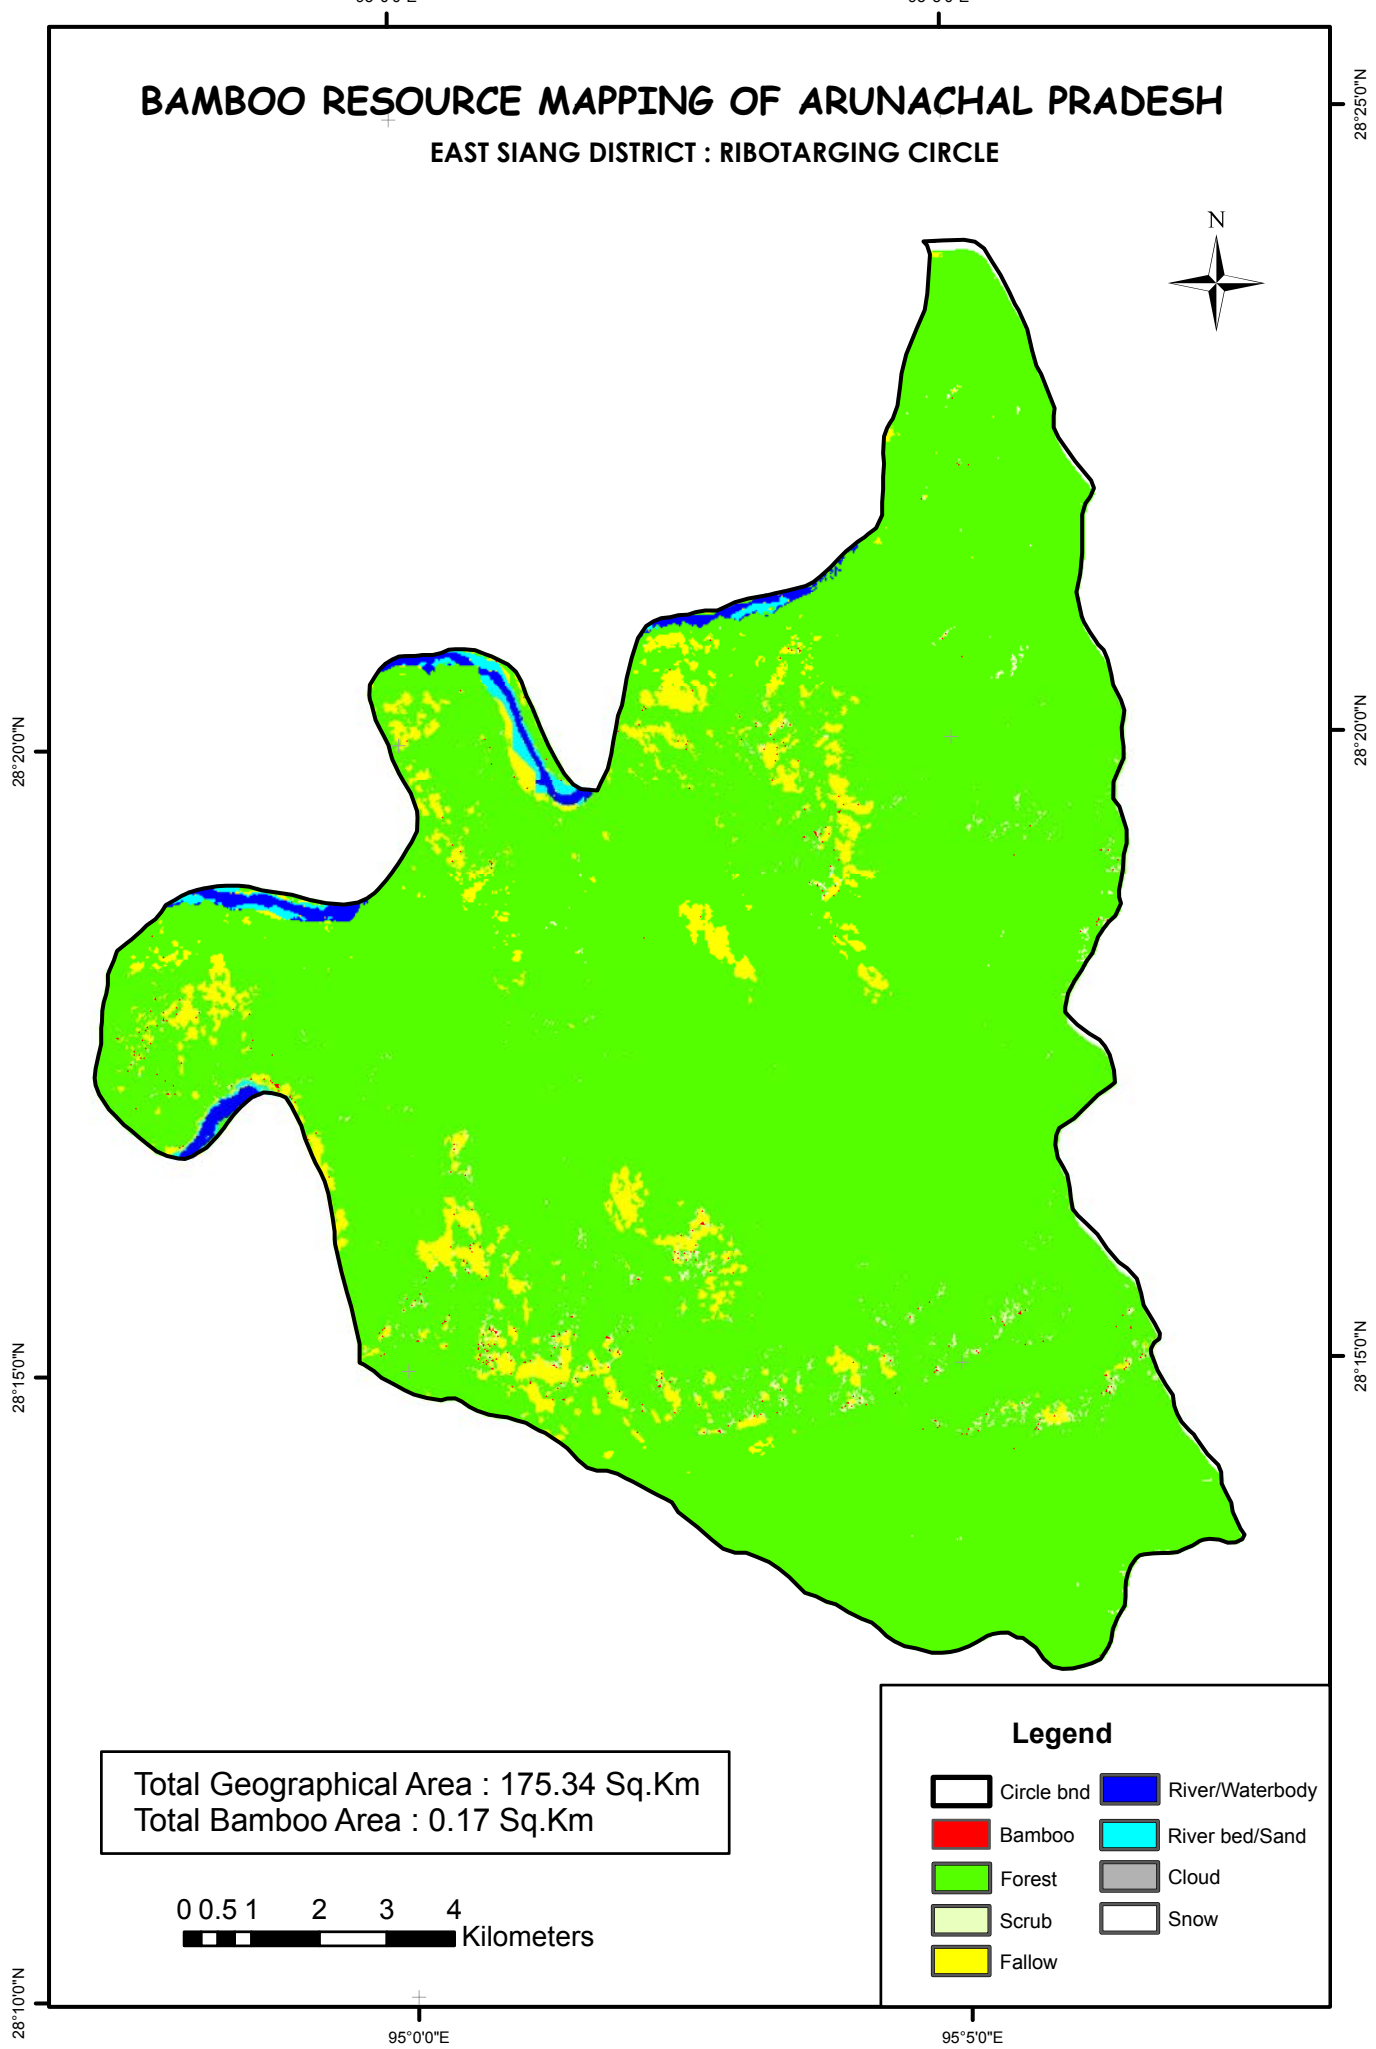 BAMBOO RESOURCE MAPPING OF ARUNACHAL PRADESH
EAST SIANG DISTRICT : RIBOTARGING CIRCLE
N
28°25'0"N
28°20'0"N
28°20'0"N
28°15'0"N
28°15'0"N
Total Geographical Area : 175.34 Sq.Km
Total Bamboo Area : 0.17 Sq.Km
0 0.5 1 2 3 4
Kilometers
Legend
Circle bnd
Bamboo
Forest
Scrub
Fallow
River/Waterbody
River bed/Sand
Cloud
Snow
28°10'0"N
95°0'0"E
95°5'0"E